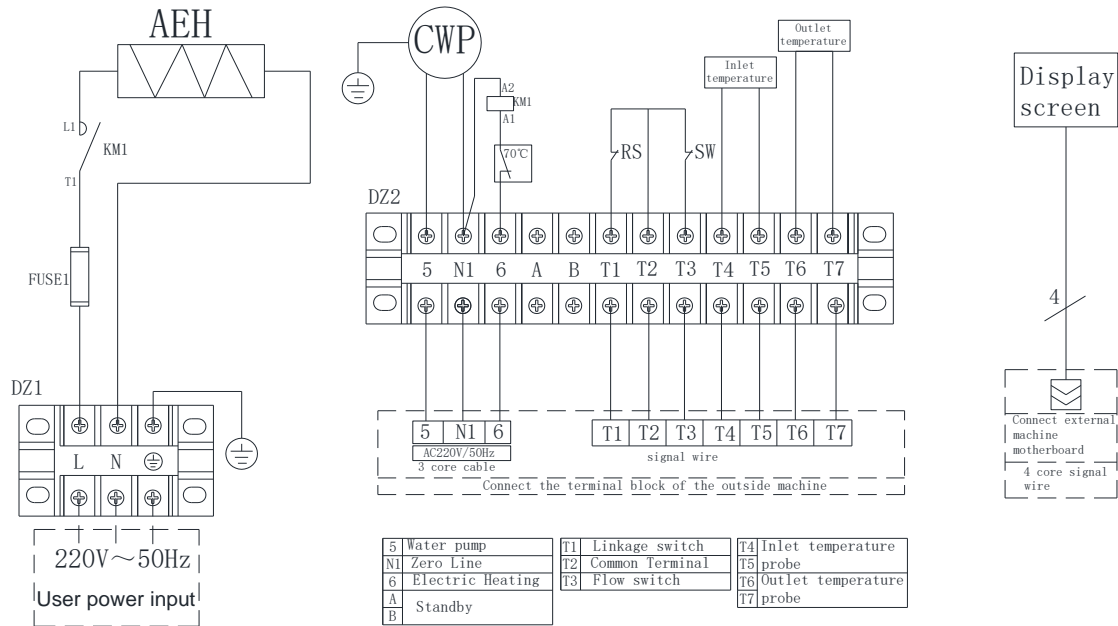 AEH
L1
KM1
T1
FUSE1
DZ1
L N
220V～50Hz
User power input
CWP
A2
KM1
A1
70℃
RS
SW
Inlet
temperature
Outlet
temperature
DZ2
5 N1 6 A B T1 T2 T3 T4 T5 T6 T7
5 N1 6
AC220V/50Hz
3 core cable
T1 T2 T3 T4 T5 T6 T7
signal wire
Connect the terminal block of the outside machine
5 Water pump
N1 Zero Line
6 Electric Heating
A
B
Standby
T1 Linkage switch
T2 Common Terminal
T3 Flow switch
T4 Inlet temperature
T5 probe
T6 Outlet temperature
T7 probe
Display
screen
4
Connect external
machine
motherboard
4 core signal
wire